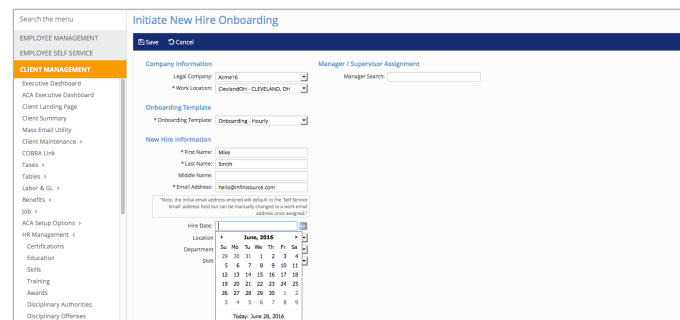 Search the menu
EMPLOYEE MANAGEMENT
EMPLOYEE SELF SERVICE
CLIENT MANAGEMENT
Executive Dashboard
ACA Executive Dashboard
Client Landing Page
Client Summary
Mass Email Utility
Client Maintenance >
COBRA Link
Taxes >
Tables >
Labor & GL >
Benefits >
Job >
ACA Setup Options >
HR Management <
Certifications
Education
Skills
Training
Awards
Disciplinary Authorities
Disciplinary Offenses
Initiate New Hire Onboarding
Save Cancel
Company Information
Legal Company: Acme16
* Work Location: ClevlandOH - CLEVELAND, OH
Onboarding Template
* Onboarding Template: Onboarding - Hourly
New Hire Information
* First Name: Mike
* Last Name: Smith
Middle Name:
* Email Address: hello@infinisource.com
"Note, the initial email address entered will default to the 'Self Service
Email' address field but can be manually changed to a work email
address once assigned."
Hire Date:
Location
Department
Shift
June, 2016
Su Mo Tu We Th Fr Sa
29 30 31 1 2 3 4
5 6 7 8 9 10 11
12 13 14 15 16 17 18
19 20 21 22 23 24 25
26 27 28 29 30 1 2
3 4 5 6 7 8 9
Today: June 28, 2016
Manager / Supervisor Assignment
Manager Search: